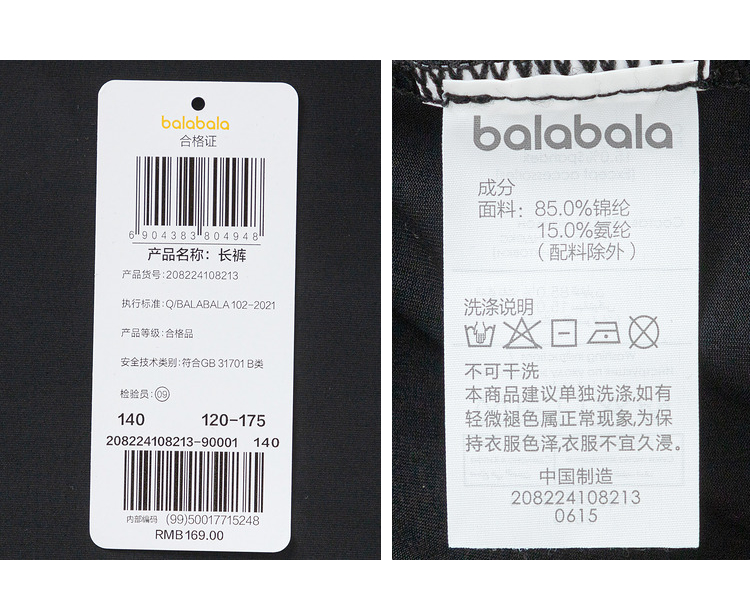 balabala
合格证
6 904383 804948
产品名称：长裤
产品货号:208224108213
执行标准:Q/BALABALA 102-2021
产品等级:合格品
安全技术类别:符合GB 31701 B类
检验员:09
140 120-175
208224108213-90001 140
内部编码 (99)50017715248
RMB169.00
balabala
成分
面料：85.0%锦纶
15.0%氨纶
（配料除外）
洗涤说明
不可干洗
本商品建议单独洗涤,如有
轻微褪色属正常现象,为保
持衣服色泽,衣服不宜久浸。
中国制造
208224108213
0615